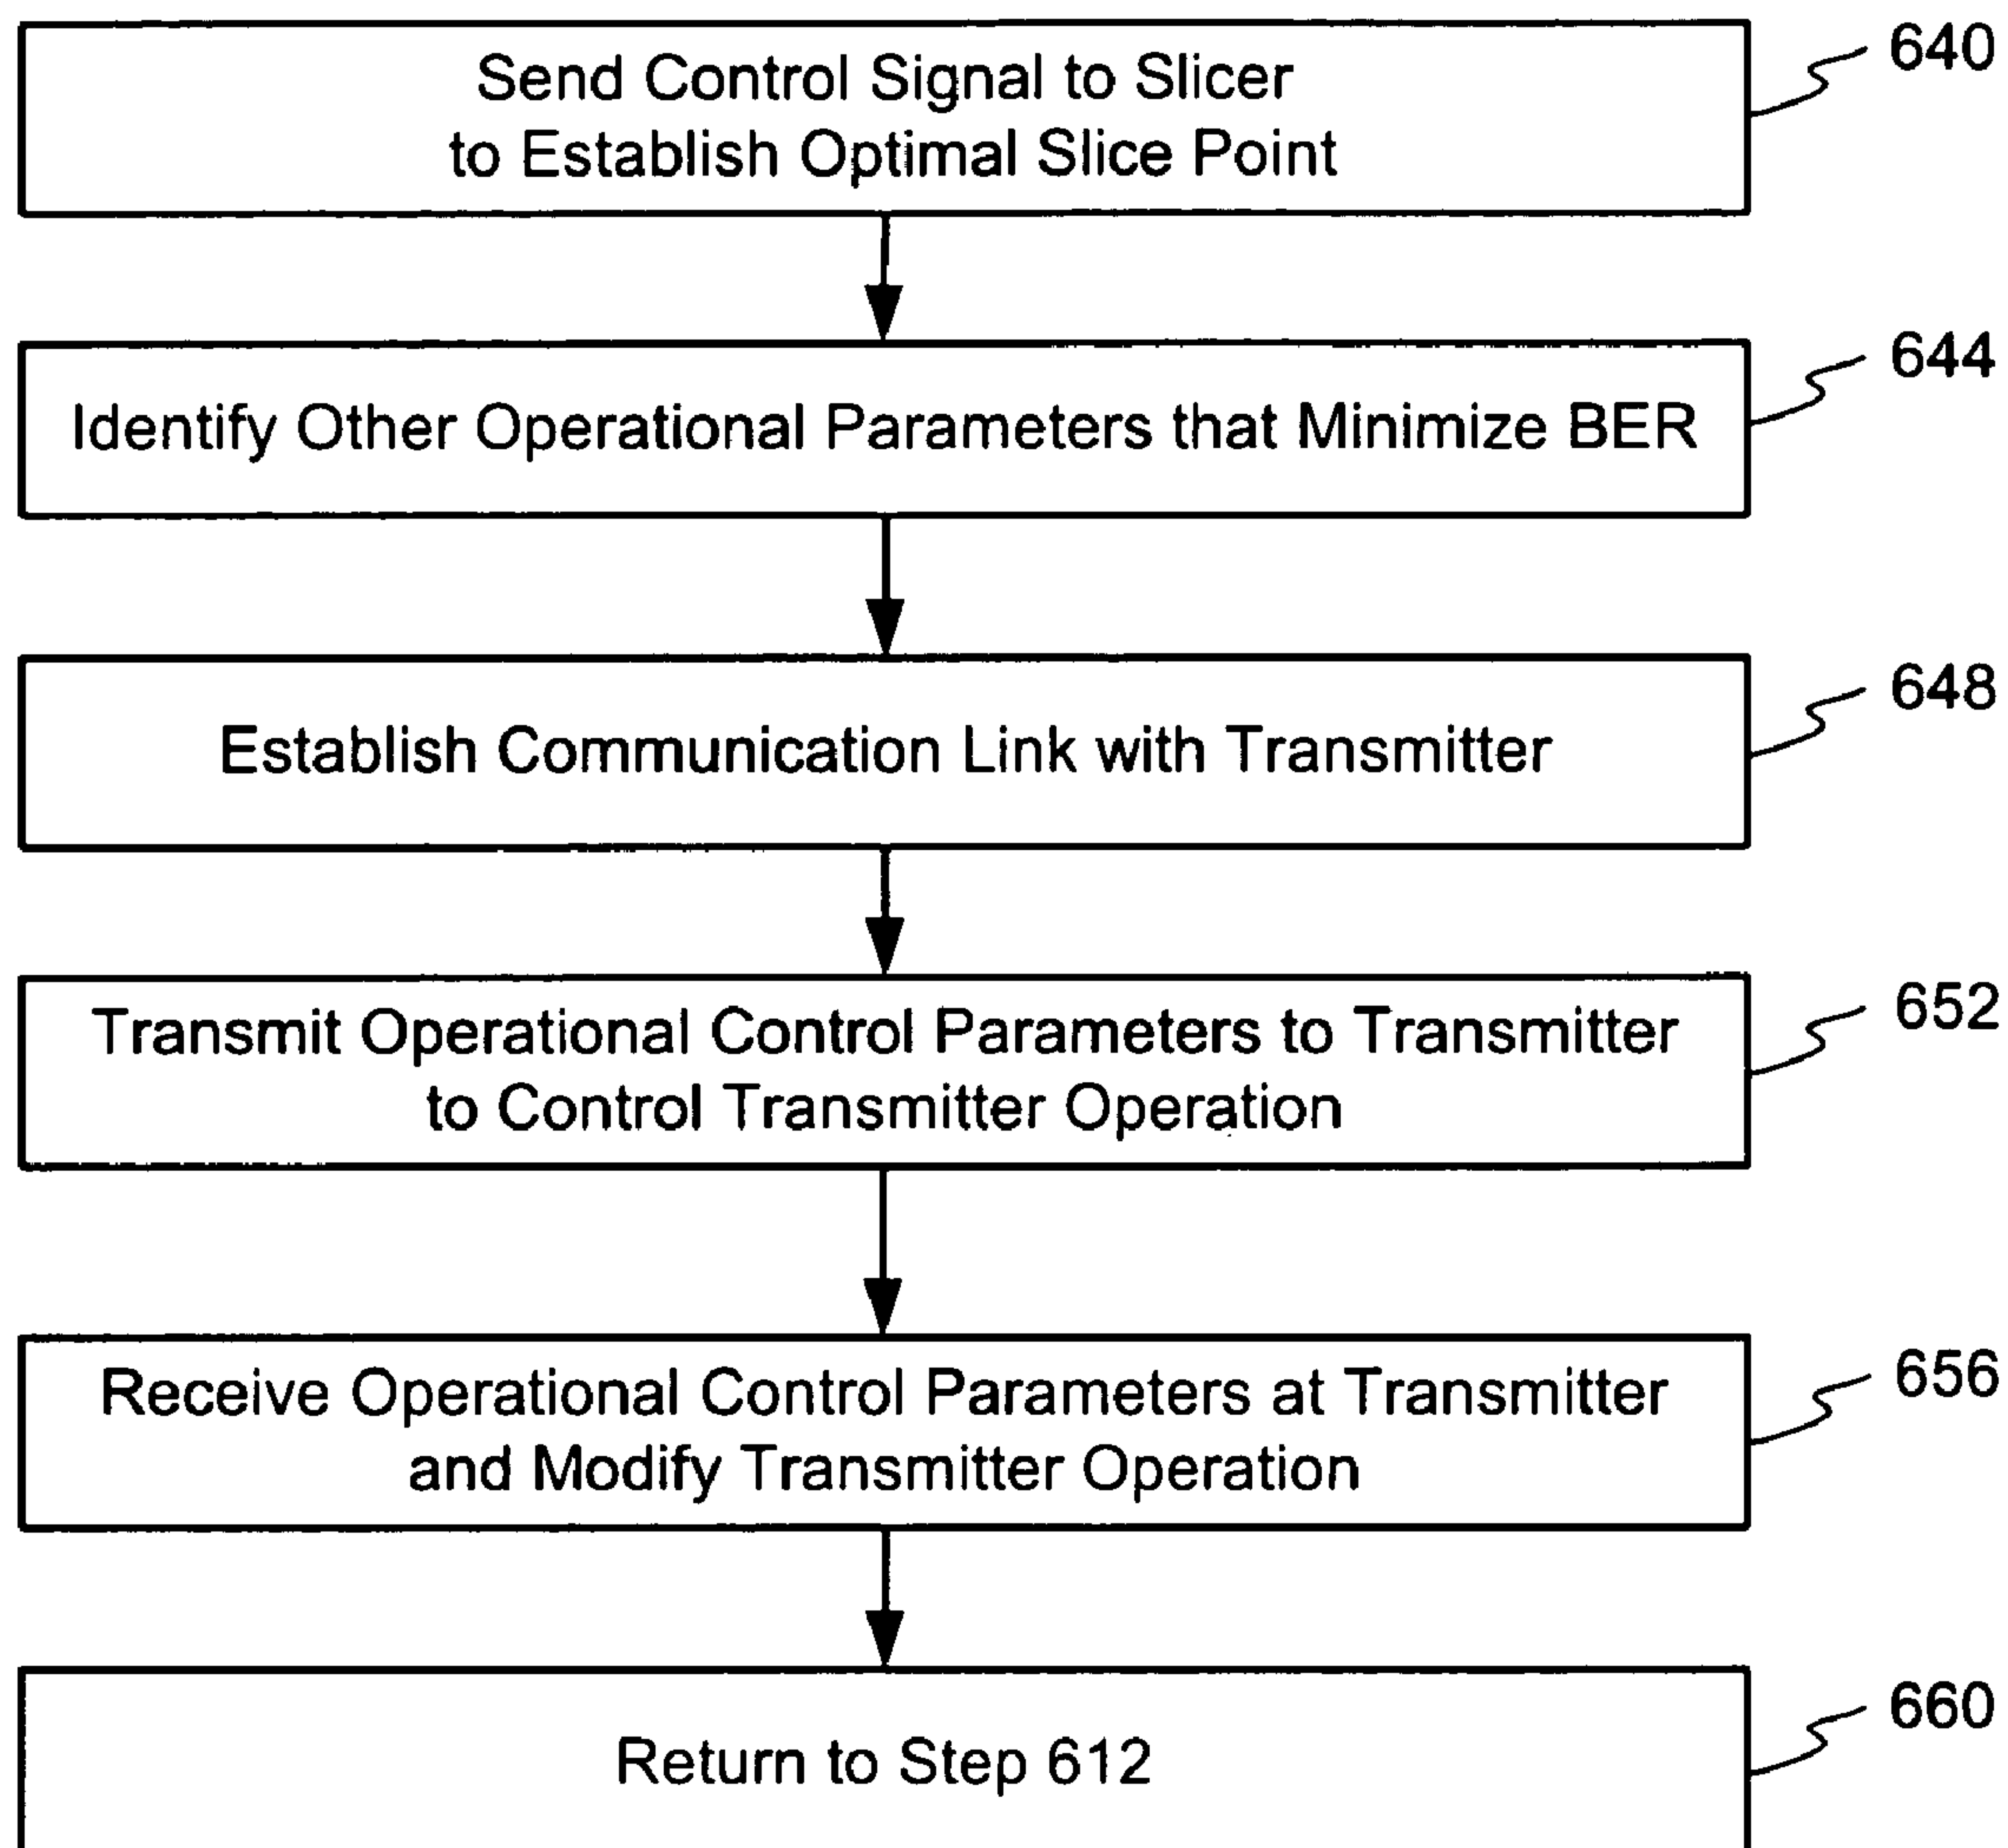 Send Control Signal to Slicer
to Establish Optimal Slice Point
640
Identify Other Operational Parameters that Minimize BER
644
Establish Communication Link with Transmitter
648
Transmit Operational Control Parameters to Transmitter
to Control Transmitter Operation
652
Receive Operational Control Parameters at Transmitter
and Modify Transmitter Operation
656
Return to Step 612
660